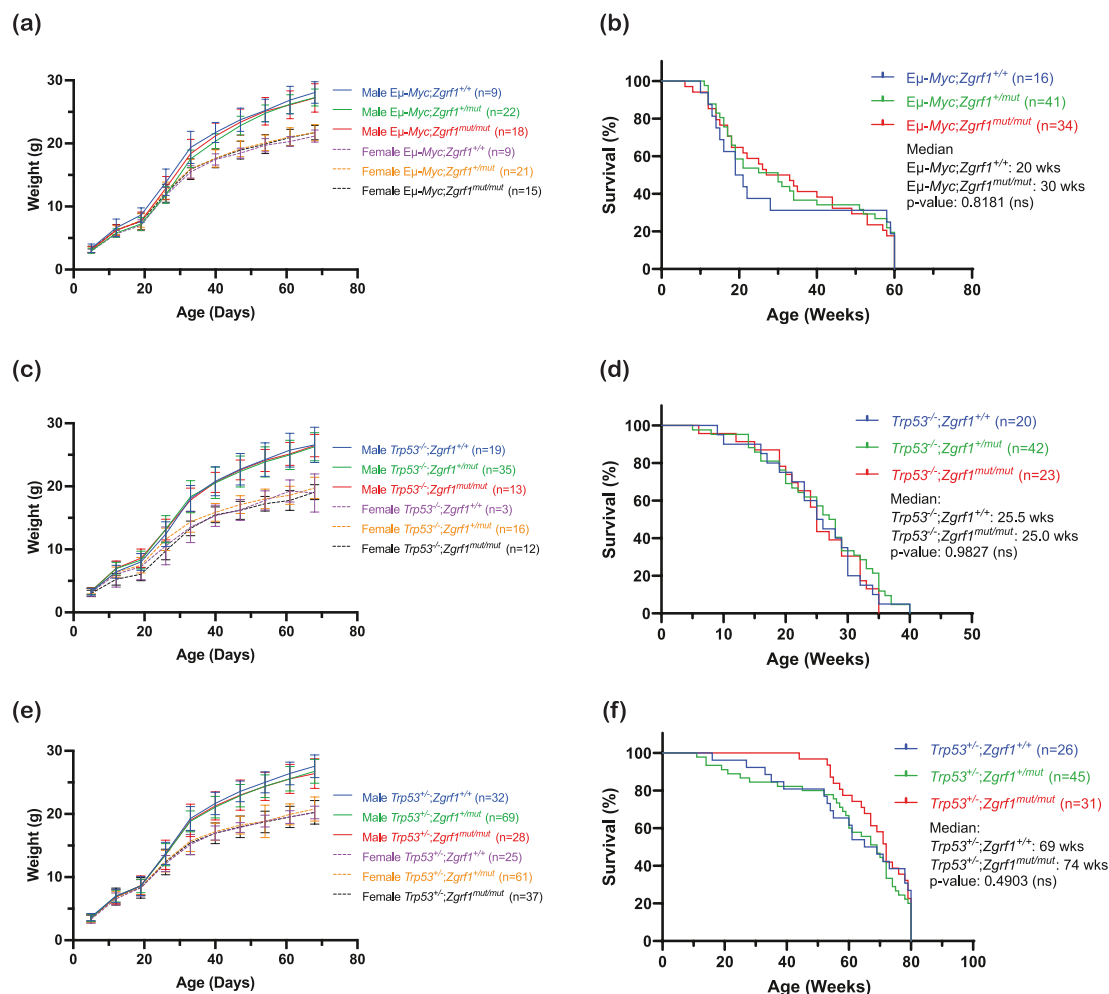 (a)
Weight (g)
30
20
10
0
0 20 40 60 80
Age (Days)
Male Eμ-Myc;Zgrf1+/+ (n=9)
Male Eμ-Myc;Zgrf1+/mut (n=22)
Male Eμ-Myc;Zgrf1mut/mut (n=18)
Female Eμ-Myc;Zgrf1+/+ (n=9)
Female Eμ-Myc;Zgrf1+/mut (n=21)
Female Eμ-Myc;Zgrf1mut/mut (n=15)
(b)
Survival (%)
100
80
60
40
20
0
0 20 40 60 80
Age (Weeks)
Eμ-Myc;Zgrf1+/+ (n=16)
Eμ-Myc;Zgrf1+/mut (n=41)
Eμ-Myc;Zgrf1mut/mut (n=34)
Median
Eμ-Myc;Zgrf1+/+: 20 wks
Eμ-Myc;Zgrf1mut/mut: 30 wks
p-value: 0.8181 (ns)
(c)
Weight (g)
30
20
10
0
0 20 40 60 80
Age (Days)
Male Trp53-/-;Zgrf1+/+ (n=19)
Male Trp53-/-;Zgrf1+/mut (n=35)
Male Trp53-/-;Zgrf1mut/mut (n=13)
Female Trp53-/-;Zgrf1+/+ (n=3)
Female Trp53-/-;Zgrf1+/mut (n=16)
Female Trp53-/-;Zgrf1mut/mut (n=12)
(d)
Survival (%)
100
80
60
40
20
0
0 10 20 30 40 50
Age (Weeks)
Trp53-/-;Zgrf1+/+ (n=20)
Trp53-/-;Zgrf1+/mut (n=42)
Trp53-/-;Zgrf1mut/mut (n=23)
Median:
Trp53-/-;Zgrf1+/+: 25.5 wks
Trp53-/-;Zgrf1mut/mut: 25.0 wks
p-value: 0.9827 (ns)
(e)
Weight (g)
30
20
10
0
0 20 40 60 80
Age (Days)
Male Trp53+/-;Zgrf1+/+ (n=32)
Male Trp53+/-;Zgrf1+/mut (n=69)
Male Trp53+/-;Zgrf1mut/mut (n=28)
Female Trp53+/-;Zgrf1+/+ (n=25)
Female Trp53+/-;Zgrf1+/mut (n=61)
Female Trp53+/-;Zgrf1mut/mut (n=37)
(f)
Survival (%)
100
80
60
40
20
0
0 20 40 60 80 100
Age (Weeks)
Trp53+/-;Zgrf1+/+ (n=26)
Trp53+/-;Zgrf1+/mut (n=45)
Trp53+/-;Zgrf1mut/mut (n=31)
Median:
Trp53+/-;Zgrf1+/+: 69 wks
Trp53+/-;Zgrf1mut/mut: 74 wks
p-value: 0.4903 (ns)